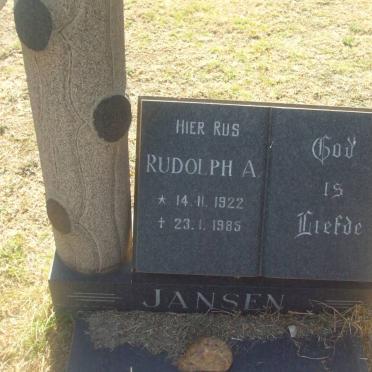 HIER RUS
RUDOLPH A.
* 14.11.1922
† 23.1.1985
God
is
Liefde
JANSEN